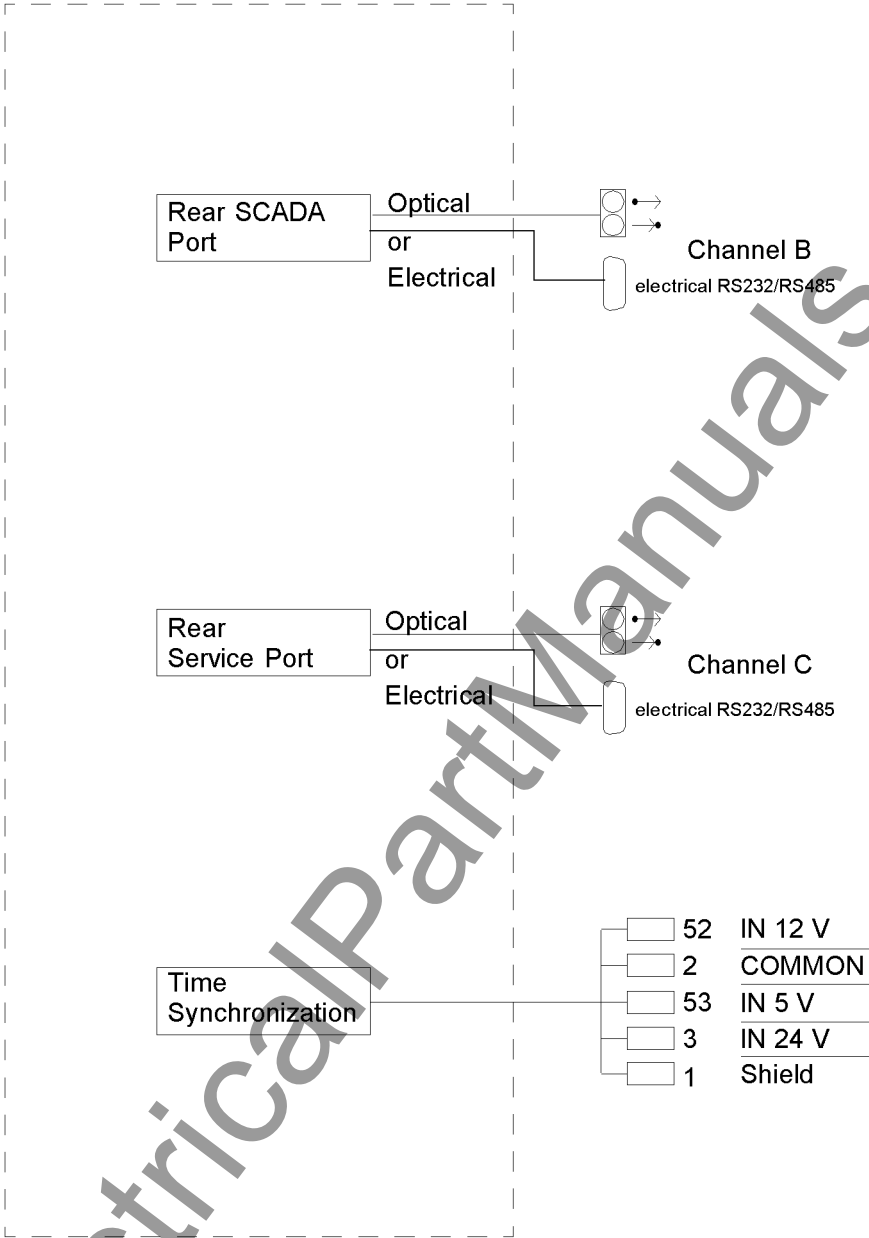 Rear SCADA
Port
Optical
or
Electrical
Channel B
electrical RS232/RS485
Rear
Service Port
Optical
or
Electrical
Channel C
electrical RS232/RS485
Time
Synchronization
52 IN 12 V
2 COMMON
53 IN 5 V
3 IN 24 V
1 Shield
ctricalPartManuals